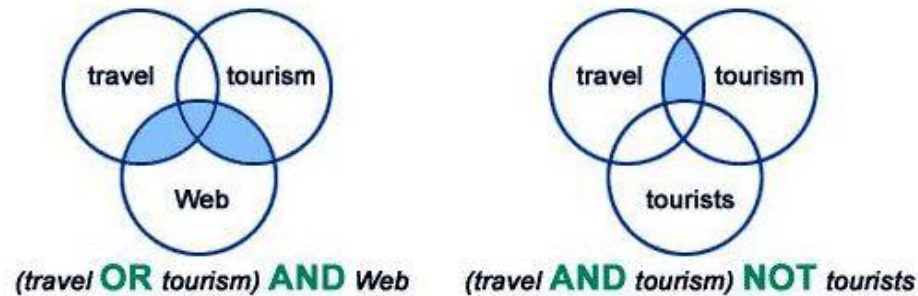 travel tourism
Web
(travel OR tourism) AND Web
travel tourism
tourists
(travel AND tourism) NOT tourists